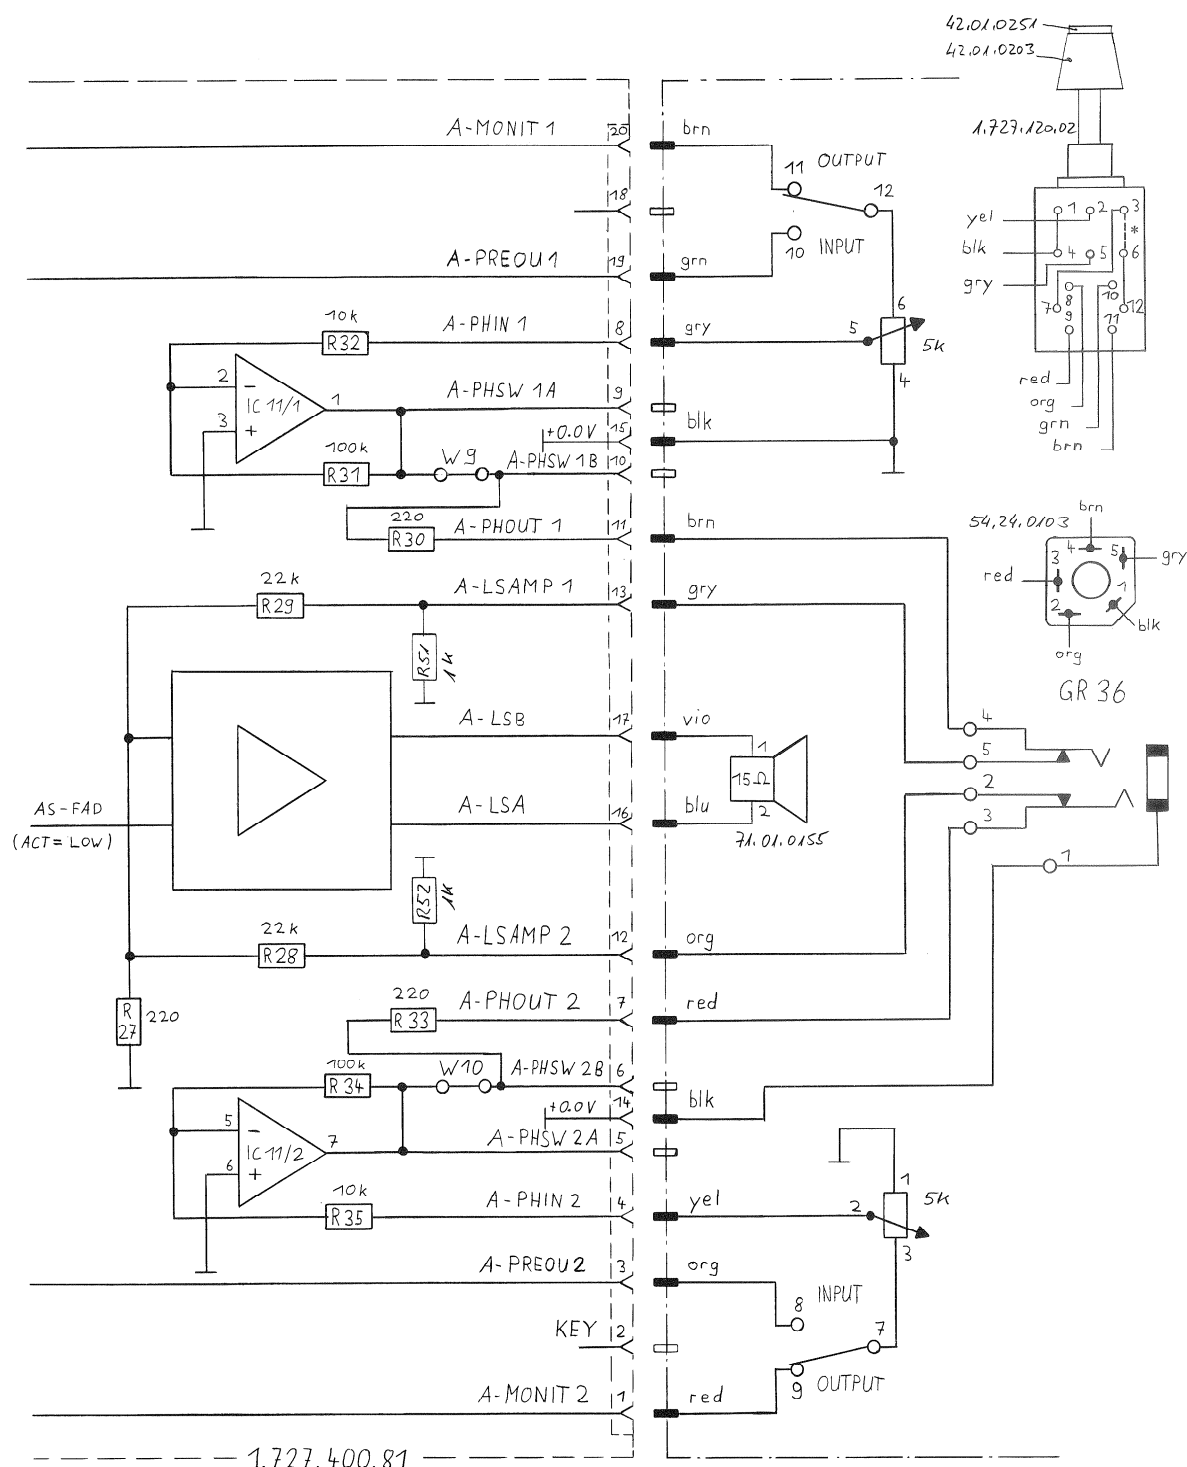 42.01.0251
42.01.0203
A-MONIT 1
20
brn
1.727.120.02
11
OUTPUT
18
12
yel
1
2
3
*
10
INPUT
A-PREOU 1
19
grn
blk
4
5
6
gry
8
10
7
9
11
12
10k
R32
A-PHIN 1
8
gry
5
6
5k
2
-
IC 11/1
1
3
+
A-PHSW 1A
9
4
red
org
grn
brn
+0.0V
15
blk
100k
R31
W9
A-PHSW 1B
10
220
R30
A-PHOUT 1
11
brn
54.24.0103
brn
4
5
gry
3
red
1
2
blk
org
GR 36
22k
R29
A-LSAMP 1
13
gry
R51
1k
A-LSB
17
vio
4
1
5
15Ω
2
2
AS-FAD
(ACT=LOW)
A-LSA
16
blu
3
71.01.0155
1
R52
1k
22k
R28
A-LSAMP 2
12
org
R
27
220
220
R33
A-PHOUT 2
7
red
100k
R34
W10
A-PHSW 2B
6
+0.0V
14
blk
5
-
IC 11/2
7
6
+
A-PHSW 2A
5
10k
R35
A-PHIN 2
4
yel
1
2
5k
3
A-PREOU 2
3
org
8
INPUT
KEY
2
7
9
OUTPUT
A-MONIT 2
1
red
1.727.400.81